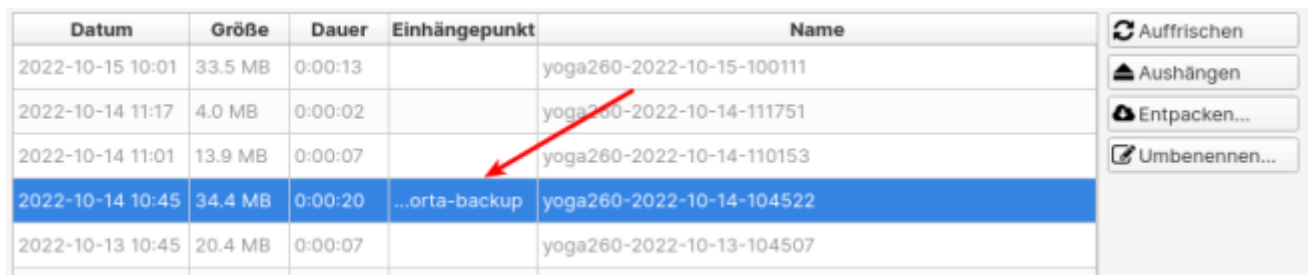 Datum Größe Dauer Einhängepunkt Name
2022-10-15 10:01 33.5 MB 0:00:13 yoga260-2022-10-15-100111
2022-10-14 11:17 4.0 MB 0:00:02 yoga260-2022-10-14-111751
2022-10-14 11:01 13.9 MB 0:00:07 yoga260-2022-10-14-110153
2022-10-14 10:45 34.4 MB 0:00:20 ...orta-backup yoga260-2022-10-14-104522
2022-10-13 10:45 20.4 MB 0:00:07 yoga260-2022-10-13-104507
Auffrischen
Aushängen
Entpacken...
Umbenennen...